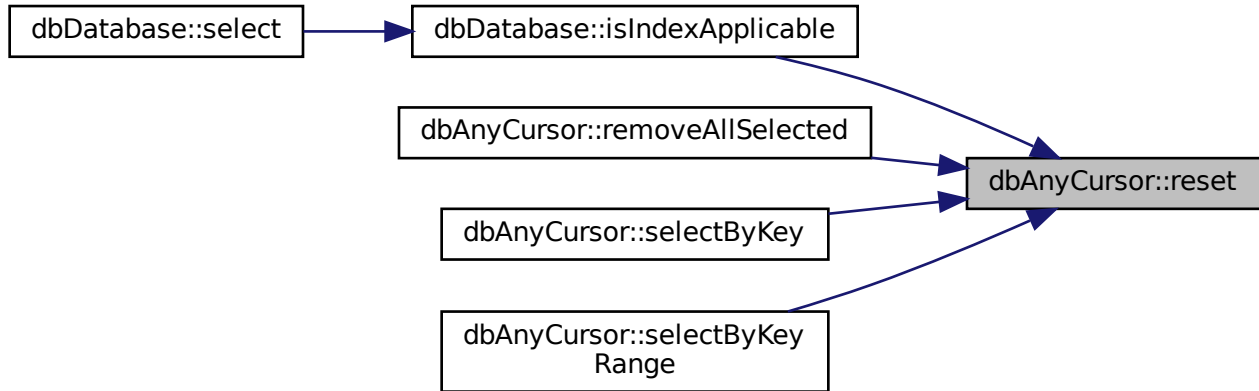 dbDatabase::select
dbDatabase::isIndexApplicable
dbAnyCursor::removeAllSelected
dbAnyCursor::reset
dbAnyCursor::selectByKey
dbAnyCursor::selectByKey
Range